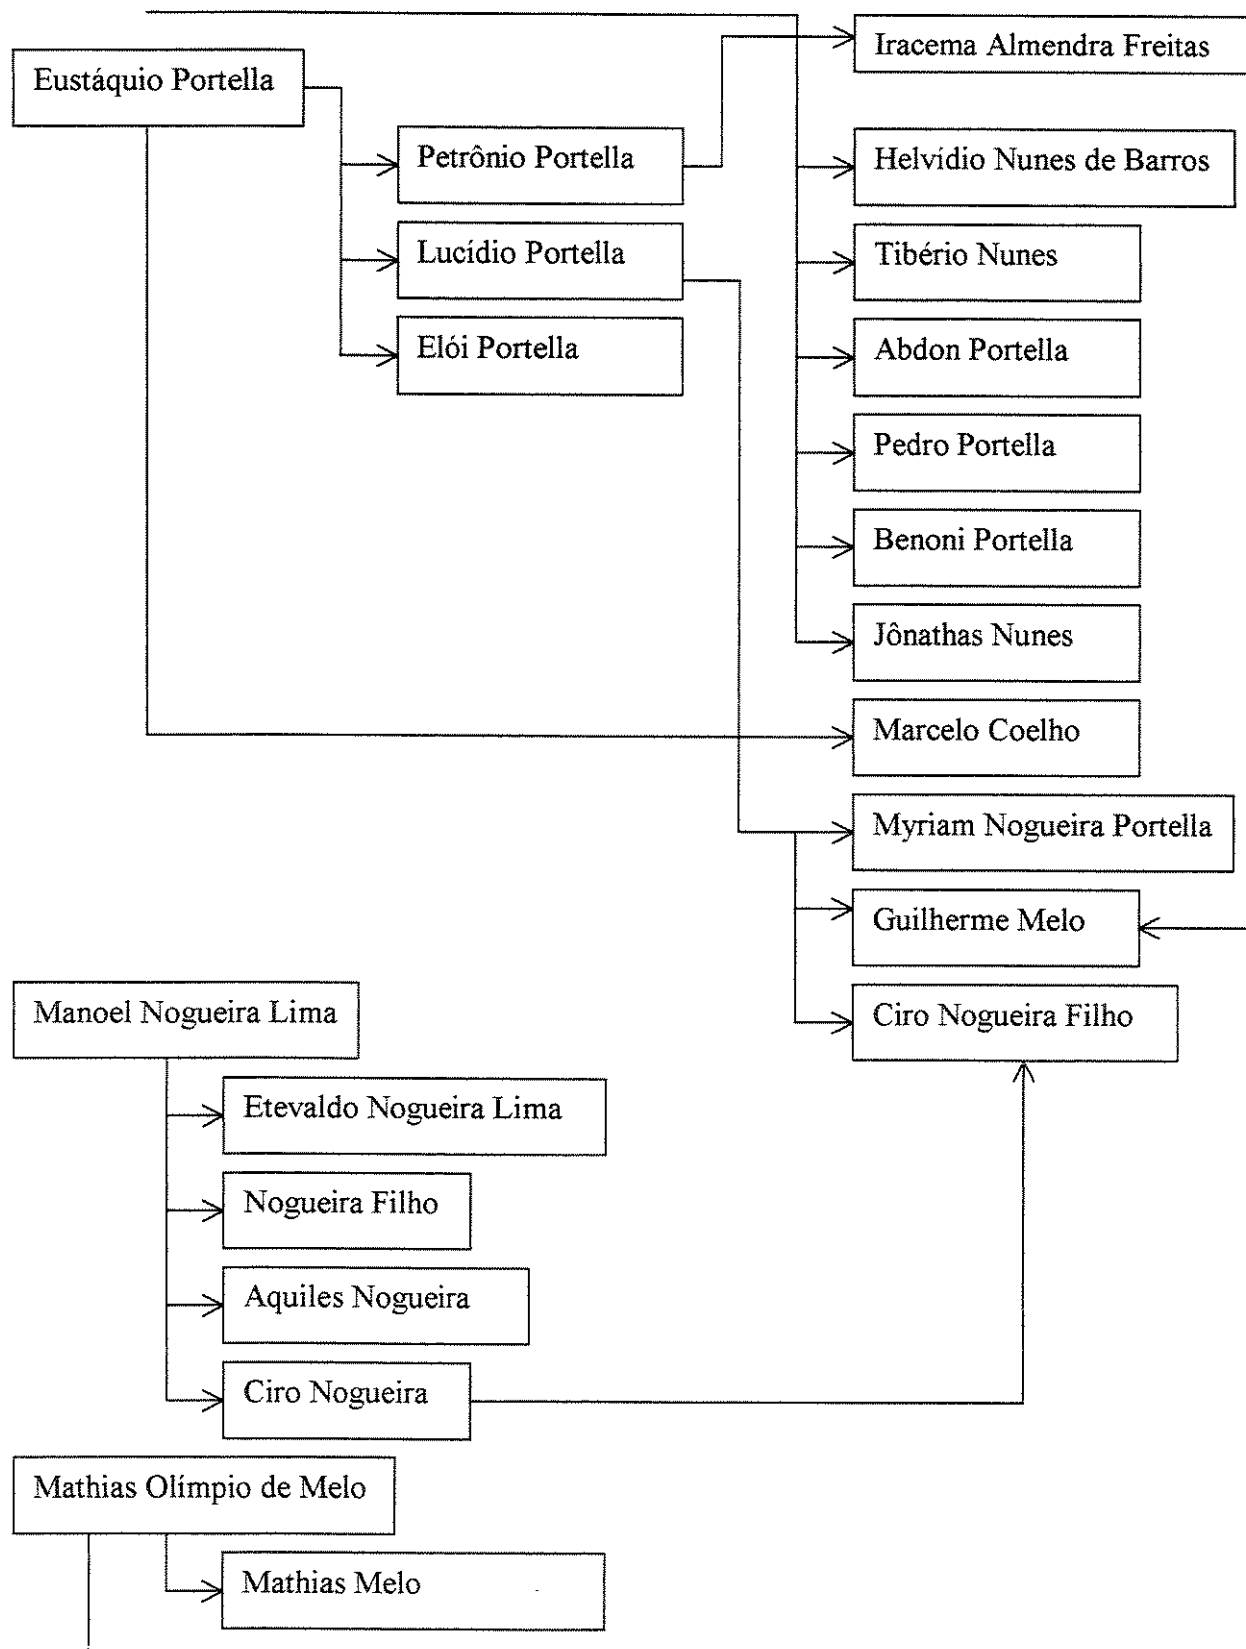 Iracema Almendra Freitas
Eustáquio Portella
Petrônio Portella
Helvídio Nunes de Barros
Lucídio Portella
Tibério Nunes
Elói Portella
Abdon Portella
Pedro Portella
Benoni Portella
Jônathas Nunes
Marcelo Coelho
Myriam Nogueira Portella
Guilherme Melo
Manoel Nogueira Lima
Ciro Nogueira Filho
Etevaldo Nogueira Lima
Nogueira Filho
Aquiles Nogueira
Ciro Nogueira
Mathias Olímpio de Melo
Mathias Melo